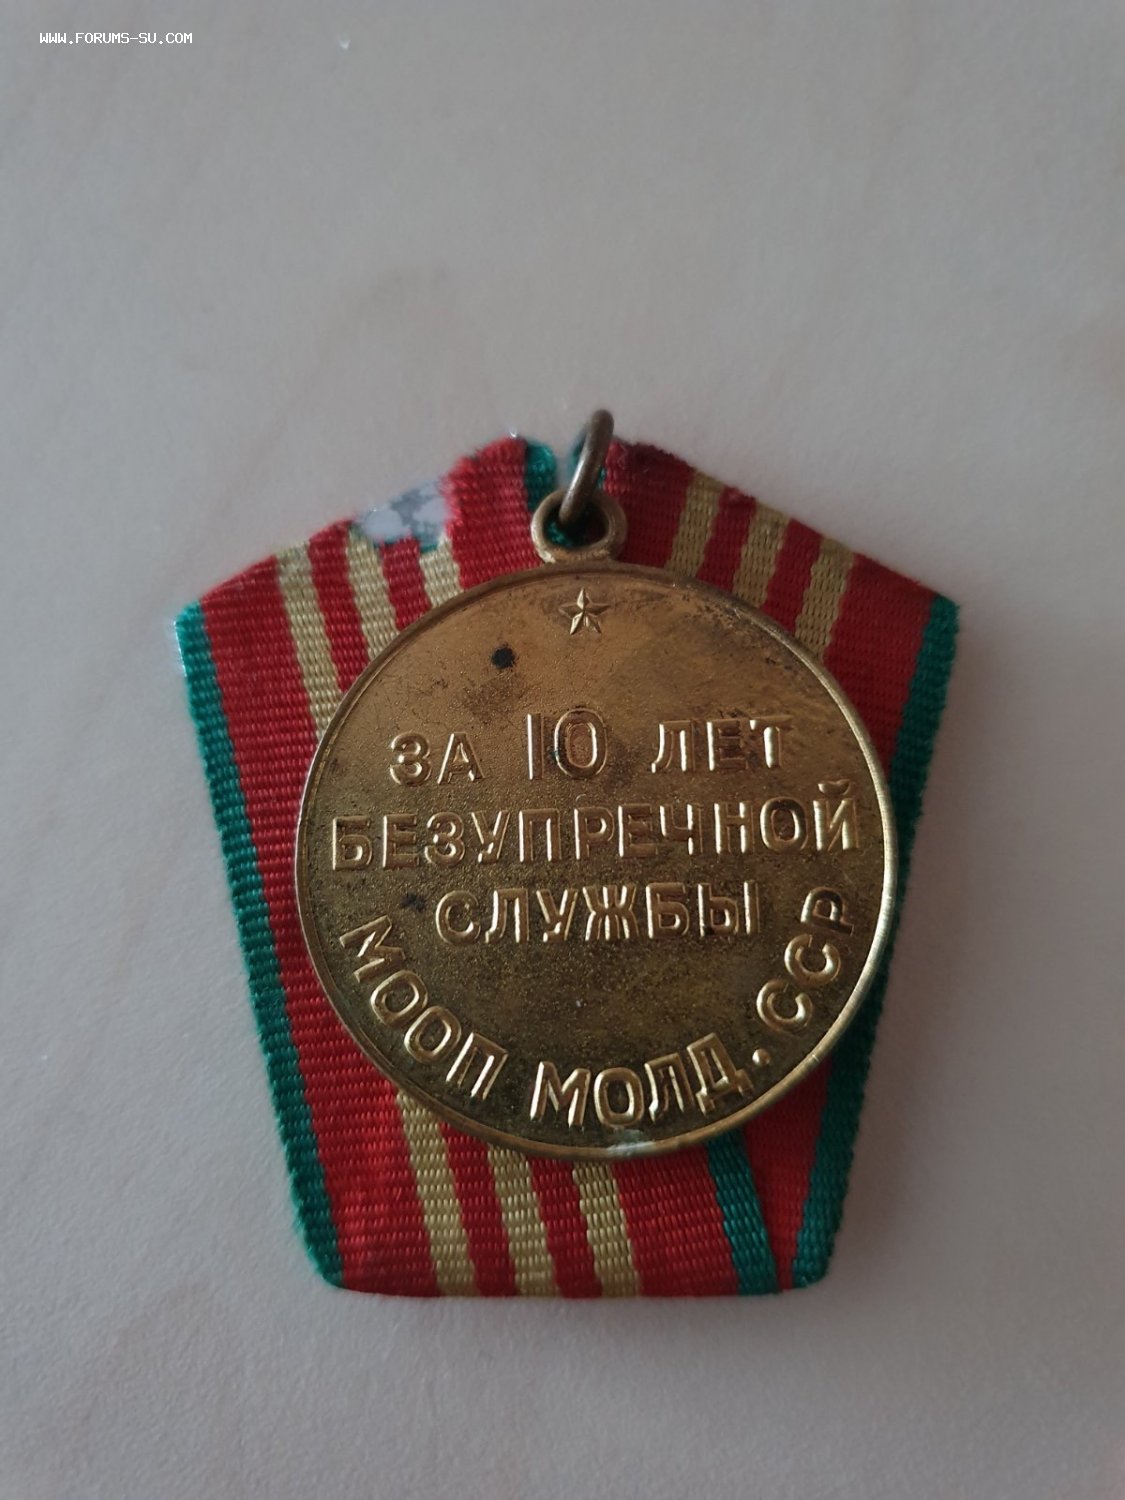 WWW.FORUMS-SU.COM
ЗА 10 ЛЕТ
БЕЗУПРЕЧНОЙ
СЛУЖБЫ
МООП МОЛД. ССР